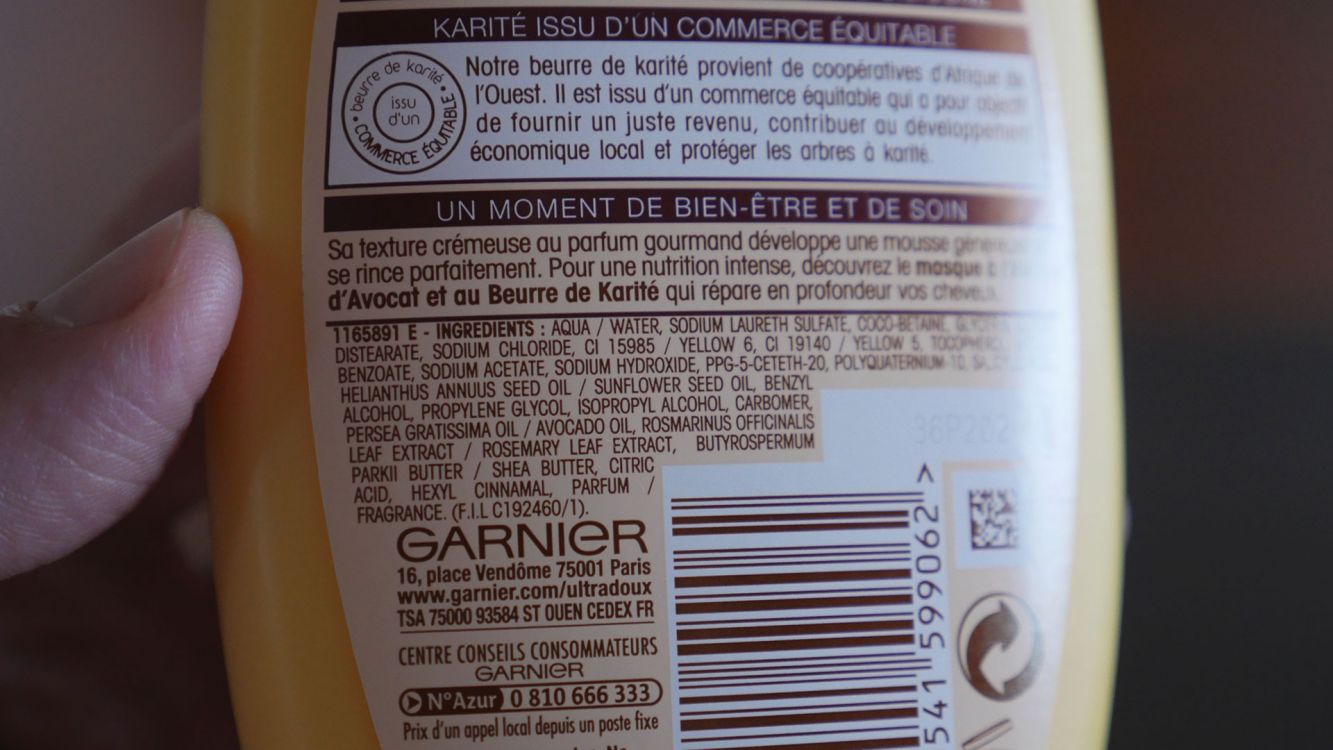 KARITÉ ISSU D'UN COMMERCE ÉQUITABLE
beurre de karité
issu
d'un
COMMERCE ÉQUITABLE
Notre beurre de karité provient de coopératives d'Afrique de
l'Ouest. Il est issu d'un commerce équitable qui a pour objectif
de fournir un juste revenu, contribuer au développement
économique local et protéger les arbres à karité.
UN MOMENT DE BIEN-ÊTRE ET DE SOIN
Sa texture crémeuse au parfum gourmand développe une mousse
se rince parfaitement. Pour une nutrition intense, découvrez le masque à
d'Avocat et au Beurre de Karité qui répare en profondeur vos
1165891 E - INGREDIENTS : AQUA / WATER, SODIUM LAURETH SULFATE, COCO-BETAINE,
DISTEARATE, SODIUM CHLORIDE, CI 15985 / YELLOW 6, CI 19140 / YELLOW 5,
BENZOATE, SODIUM ACETATE, SODIUM HYDROXIDE, PPG-5-CETETH-20, POLYQUATERNIUM-10,
HELIANTHUS ANNUUS SEED OIL / SUNFLOWER SEED OIL, BENZYL
ALCOHOL, PROPYLENE GLYCOL, ISOPROPYL ALCOHOL, CARBOMER,
PERSEA GRATISSIMA OIL / AVOCADO OIL, ROSMARINUS OFFICINALIS
LEAF EXTRACT / ROSEMARY LEAF EXTRACT, BUTYROSPERMUM
PARKII BUTTER / SHEA BUTTER, CITRIC
ACID, HEXYL CINNAMAL, PARFUM /
FRAGRANCE. (F.I.L C192460/1).
GARNIER
16, place Vendôme 75001 Paris
www.garnier.com/ultradoux
TSA 75000 93584 ST OUEN CEDEX FR
CENTRE CONSEILS CONSOMMATEURS
GARNIER
N°Azur 0 810 666 333
Prix d'un appel local depuis un poste fixe
541 599062 >